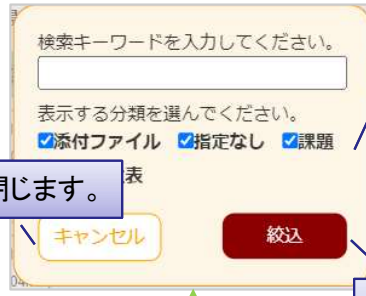 検索キーワードを入力してください。
表示する分類を選んでください。
添付ファイル 指定なし 課題
表
閉じます。
キャンセル 絞込